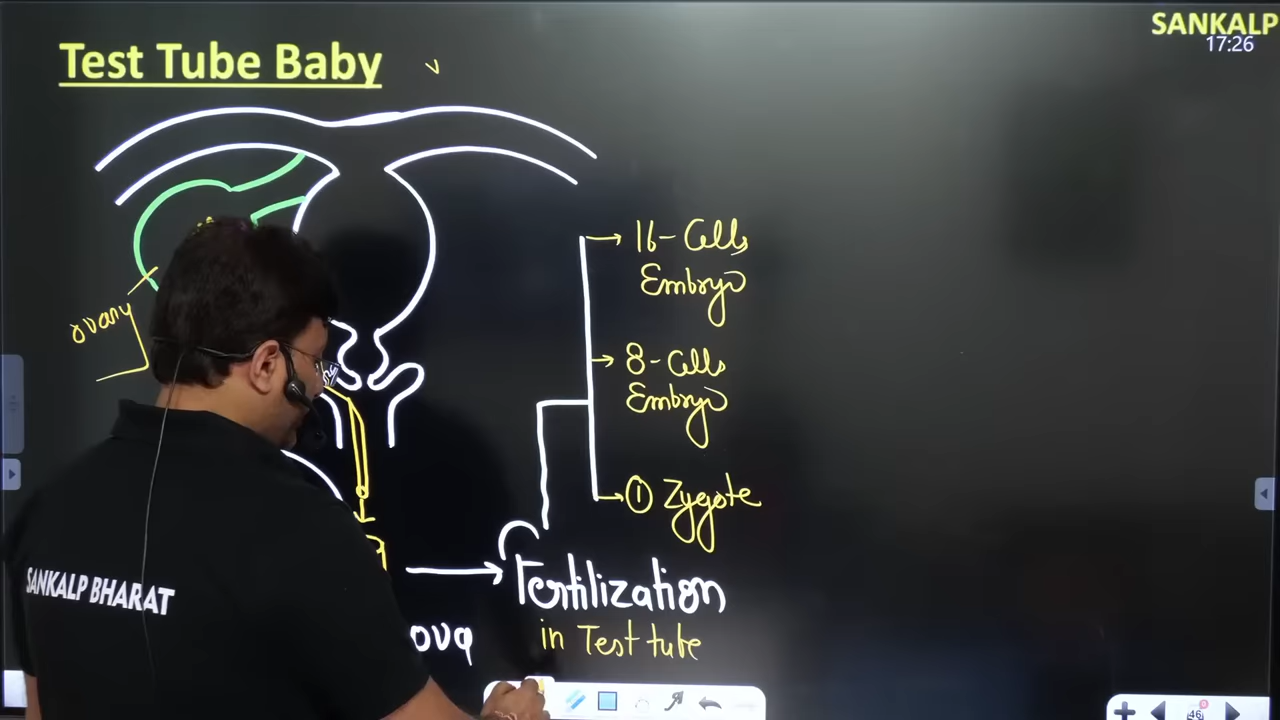 SANKALP
17:26
Test Tube Baby
16-Cells
Embryo
ovary
8-Cells
Embryo
① Zygote
Fertilization
in Test tube
ova
SANKALP BHARAT
46